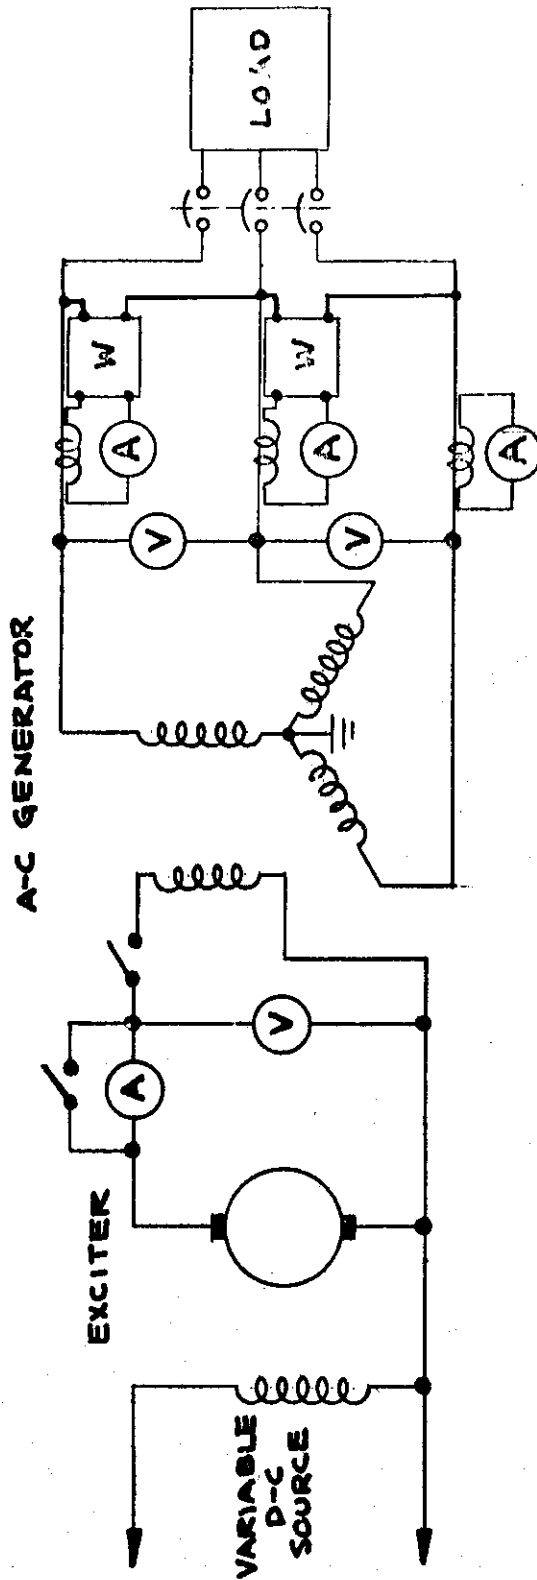 A-C GENERATOR
EXCITER
VARIABLE
D-C
SOURCE
A
V
V
V
A
W
A
W
A
LOAD